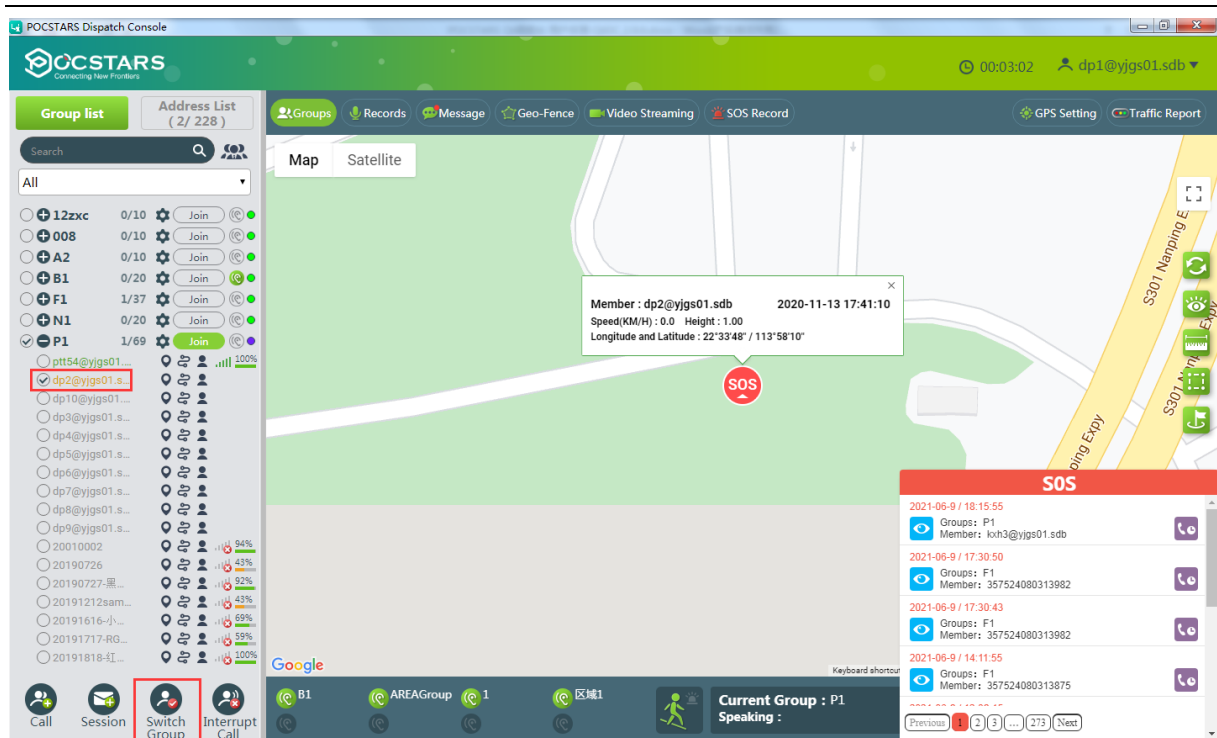 POCSTARS Dispatch Console
POCSTARS
Connecting New Frontiers
00:03:02 dp1@yjgs01.sdb ▼
Group list
Address List
( 2/ 228 )
Groups Records Message Geo-Fence Video Streaming SOS Record GPS Setting Traffic Report
Search
All
12zxc 0/10 Join
008 0/10 Join
A2 0/10 Join
B1 0/20 Join
F1 1/37 Join
N1 0/20 Join
P1 1/69 Join
ptt54@yjgs01.... 100%
dp2@yjgs01.s...
dp10@yjgs01....
dp3@yjgs01.s...
dp4@yjgs01.s...
dp5@yjgs01.s...
dp6@yjgs01.s...
dp7@yjgs01.s...
dp8@yjgs01.s...
dp9@yjgs01.s...
20010002 94%
20190726 43%
20190727-黑... 92%
20191212sam... 43%
20191616-小... 69%
20191717-RG... 59%
20191818-红... 100%
Call
Session
Switch
Group
Interrupt
Call
Map Satellite
S301 Nanping E
Expy
S301 Nan
ping Expy
ping Expy
Member : dp2@yjgs01.sdb 2020-11-13 17:41:10
Speed(KM/H) : 0.0 Height : 1.00
Longitude and Latitude : 22°33'48" / 113°58'10"
SOS
Google
Keyboard shortcu
SOS
2021-06-9 / 18:15:55
Groups: P1
Member: kxh3@yjgs01.sdb
2021-06-9 / 17:30:50
Groups: F1
Member: 357524080313982
2021-06-9 / 17:30:43
Groups: F1
Member: 357524080313982
2021-06-9 / 14:11:55
Groups: F1
Member: 357524080313875
Previous 1 2 3 ... 273 Next
B1 AREAGroup 1 区域1
Current Group : P1
Speaking :